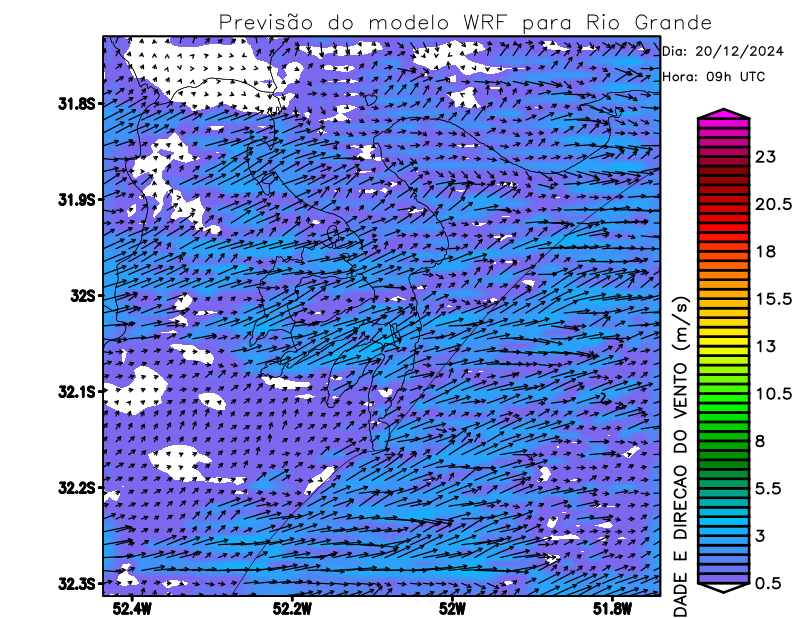 Previsão do modelo WRF para Rio Grande
Dia: 20/12/2024
Hora: 09h UTC
31.8S
31.9S
32S
32.1S
32.2S
32.3S
52.4W
52.2W
52W
51.8W
23
20.5
18
15.5
13
10.5
8
5.5
3
0.5
DADE E DIRECAO DO VENTO (m/s)